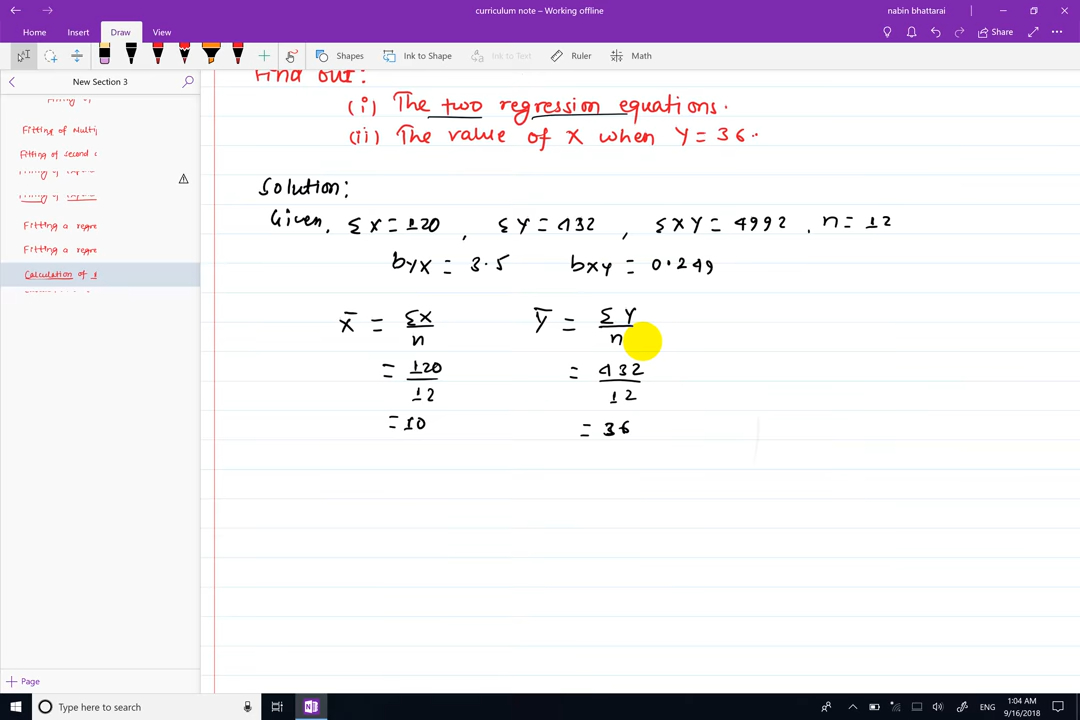 curriculum note – Working offline
nabin bhattarai
Home Insert Draw View
Share
Shapes Ink to Shape Ink to Text Ruler Math
New Section 3
Fitting of Multip
Fitting of second o
Fitting a regre
Fitting a regre
Calculation of
Find out:
(i) The two regression equations.
(ii) The value of X when Y = 36.
Solution:
Given, ΣX = 120, ΣY = 432, ΣXY = 4992, n = 12
byx = 3.5 bxy = 0.249
X̄ = ΣX/n Ȳ = ΣY/n
= 120/12 = 432/12
= 10 = 36
+ Page
Type here to search
ENG
1:04 AM
9/16/2018